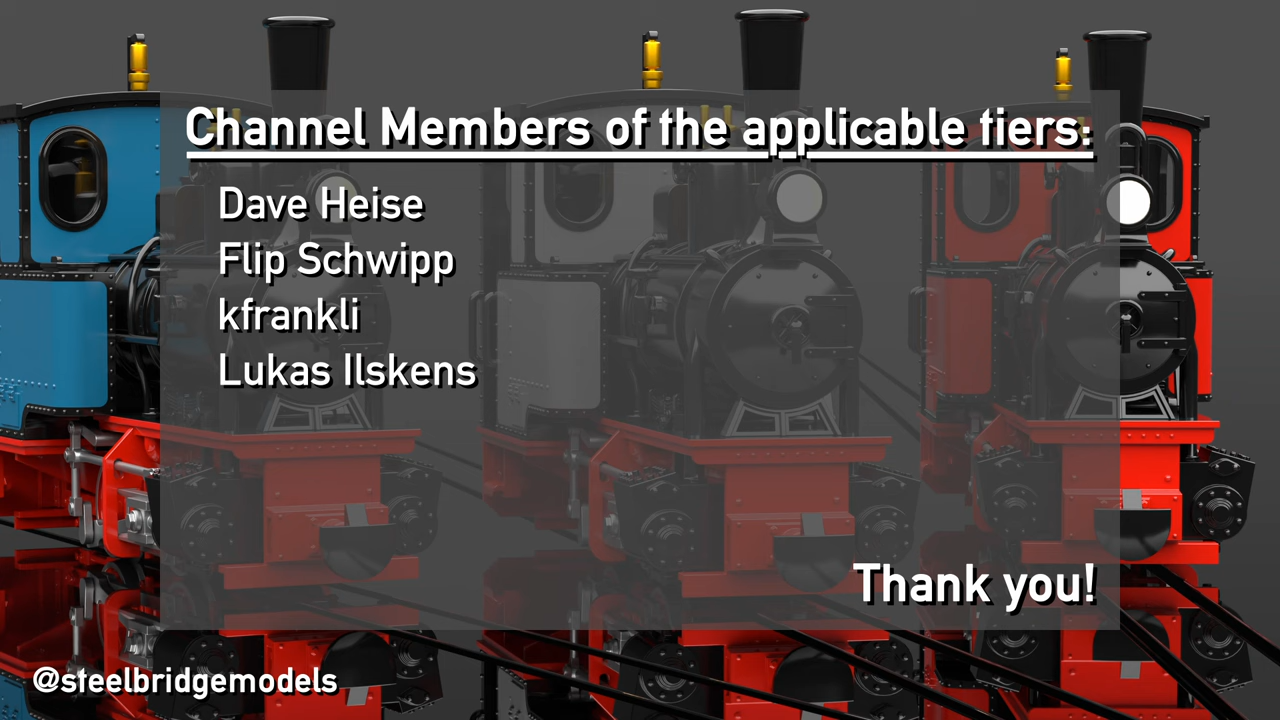 Channel Members of the applicable tiers:
Dave Heise
Flip Schwipp
kfrankli
Lukas Ilskens
Thank you!
@steelbridgemodels